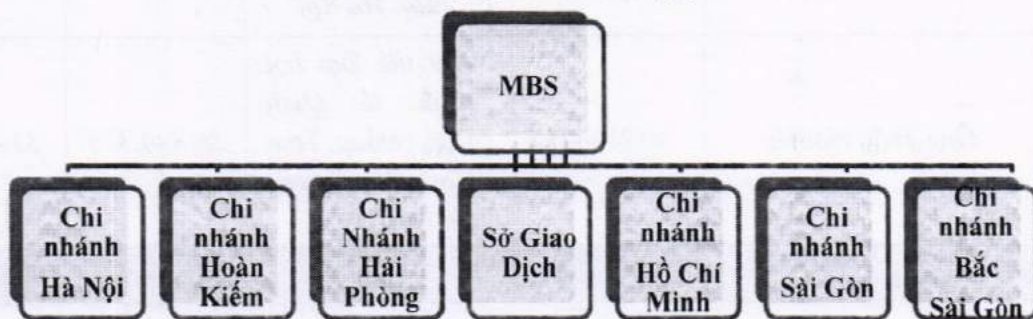 MBS
Chi
nhánh
Hà Nội
Chi
nhánh
Hoàn
Kiếm
Chi
Nhánh
Hải
Phòng
Sở Giao
Dịch
Chi
nhánh
Hồ Chí
Minh
Chi
nhánh
Sài Gòn
Chi
nhánh
Bắc
Sài Gòn